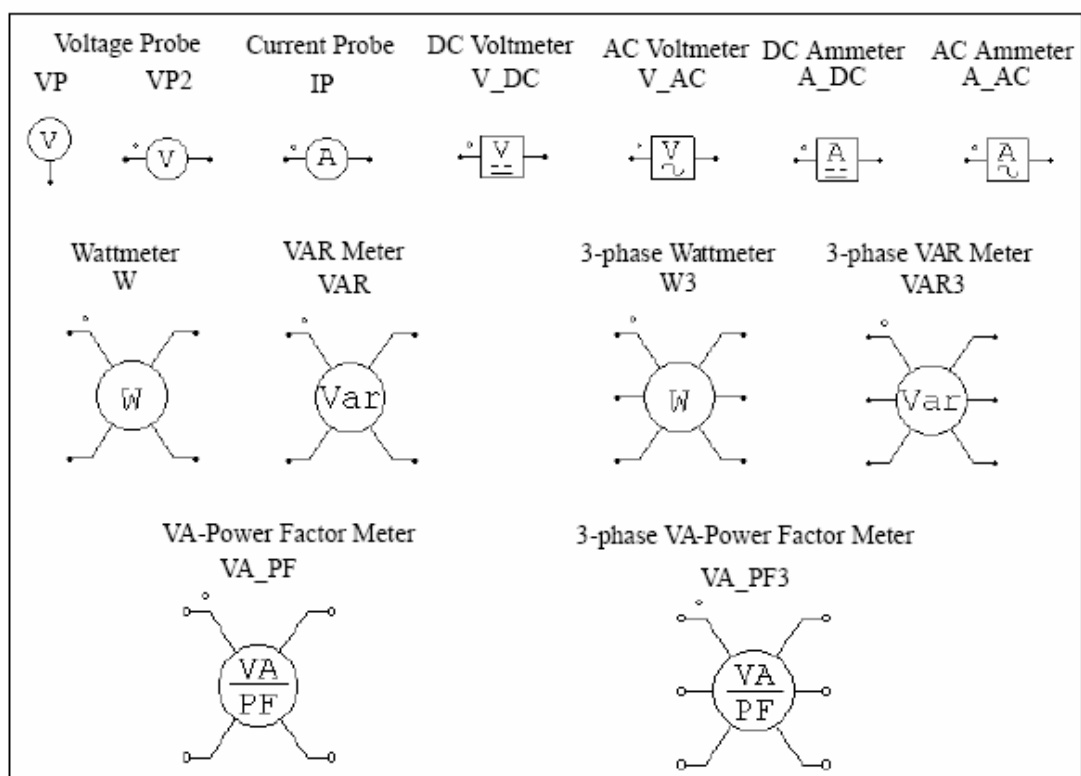 Voltage Probe Current Probe DC Voltmeter AC Voltmeter DC Ammeter AC Ammeter
VP VP2 IP V_DC V_AC A_DC A_AC
V V A V V A A
Wattmeter VAR Meter 3-phase Wattmeter 3-phase VAR Meter
W VAR W3 VAR3
W Var W Var
VA-Power Factor Meter 3-phase VA-Power Factor Meter
VA_PF VA_PF3
VA VA
PF PF